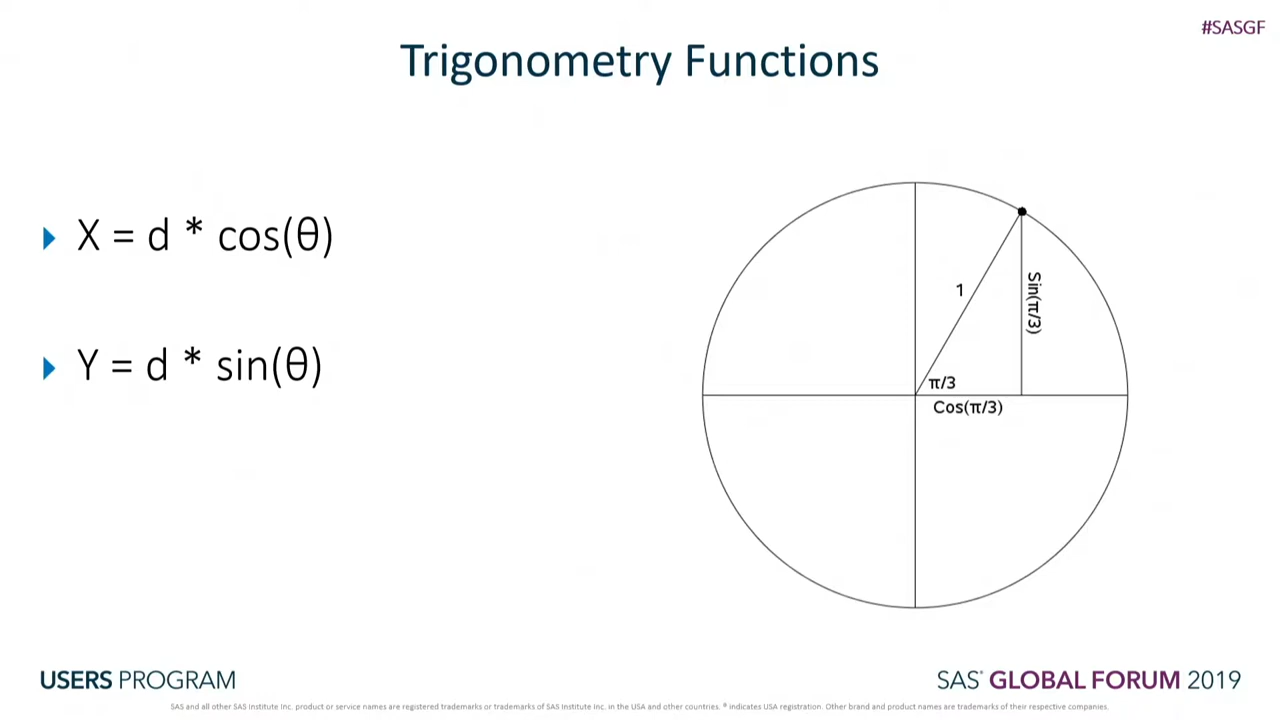 #SASGF
Trigonometry Functions
X = d * cos(θ)
Y = d * sin(θ)
1
Sin(π/3)
π/3
Cos(π/3)
USERS PROGRAM
SAS® GLOBAL FORUM 2019
SAS and all other SAS Institute Inc. product or service names are registered trademarks or trademarks of SAS Institute Inc. in the USA and other countries. ® indicates USA registration. Other brand and product names are trademarks of their respective companies.